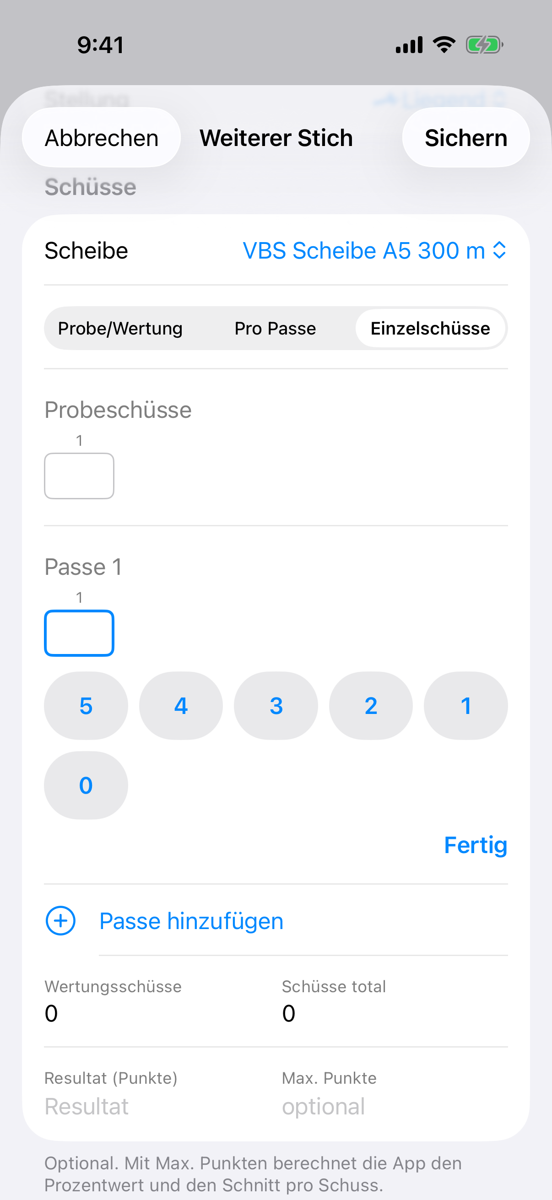 9:41
Stellung
Liegend
Abbrechen
Weiterer Stich
Sichern
Schüsse
Scheibe
VBS Scheibe A5 300 m
Probe/Wertung
Pro Passe
Einzelschüsse
Probeschüsse
1
Passe 1
1
5
4
3
2
1
0
Fertig
Passe hinzufügen
Wertungsschüsse
Schüsse total
0
0
Resultat (Punkte)
Max. Punkte
Resultat
optional
Optional. Mit Max. Punkten berechnet die App den
Prozentwert und den Schnitt pro Schuss.